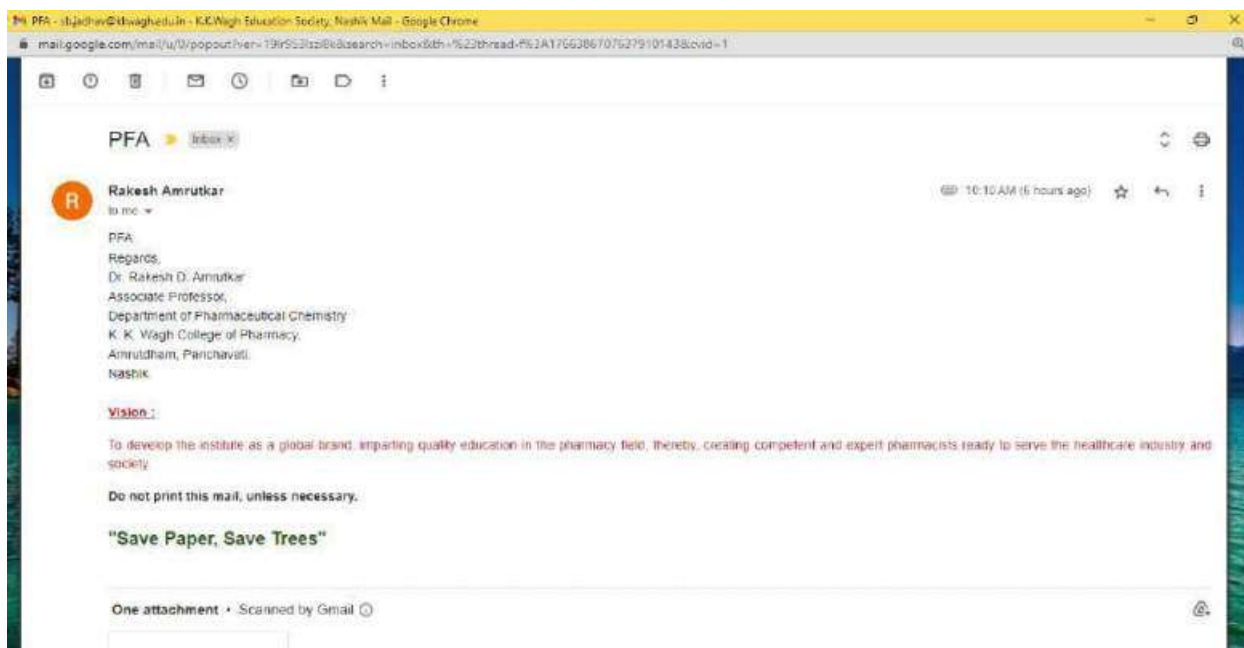 PFA - sbjadhav@kkwagh.edu.in - K.K.Wagh Education Society, Nashik Mail - Google Chrome
PFA Inbox ×
Rakesh Amrutkar
10:10 AM (6 hours ago)
to me
PFA
Regards,
Dr. Rakesh D. Amrutkar
Associate Professor,
Department of Pharmaceutical Chemistry
K. K. Wagh College of Pharmacy,
Amrutdham, Panchavati,
Nashik
Vision :
To develop the institute as a global brand, imparting quality education in the pharmacy field, thereby, creating competent and expert pharmacists ready to serve the healthcare industry and
society
Do not print this mail, unless necessary.
"Save Paper, Save Trees"
One attachment • Scanned by Gmail